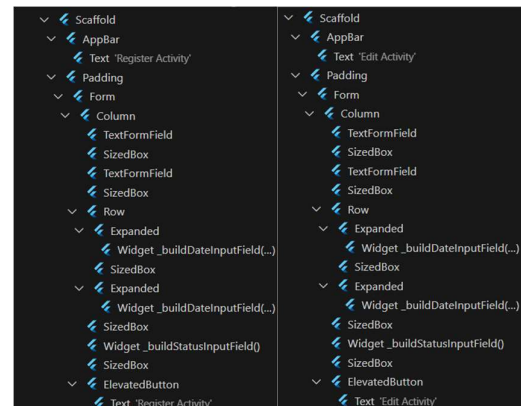 Scaffold
AppBar
Text 'Register Activity'
Padding
Form
Column
TextFormField
SizedBox
TextFormField
SizedBox
Row
Expanded
Widget _buildDateInputField(...)
SizedBox
Expanded
Widget _buildDateInputField(...)
SizedBox
Widget _buildStatusInputField()
SizedBox
ElevatedButton
Text 'Register Activity'
Scaffold
AppBar
Text 'Edit Activity'
Padding
Form
Column
TextFormField
SizedBox
TextFormField
SizedBox
Row
Expanded
Widget _buildDateInputField(...)
SizedBox
Expanded
Widget _buildDateInputField(...)
SizedBox
Widget _buildStatusInputField()
SizedBox
ElevatedButton
Text 'Edit Activity'